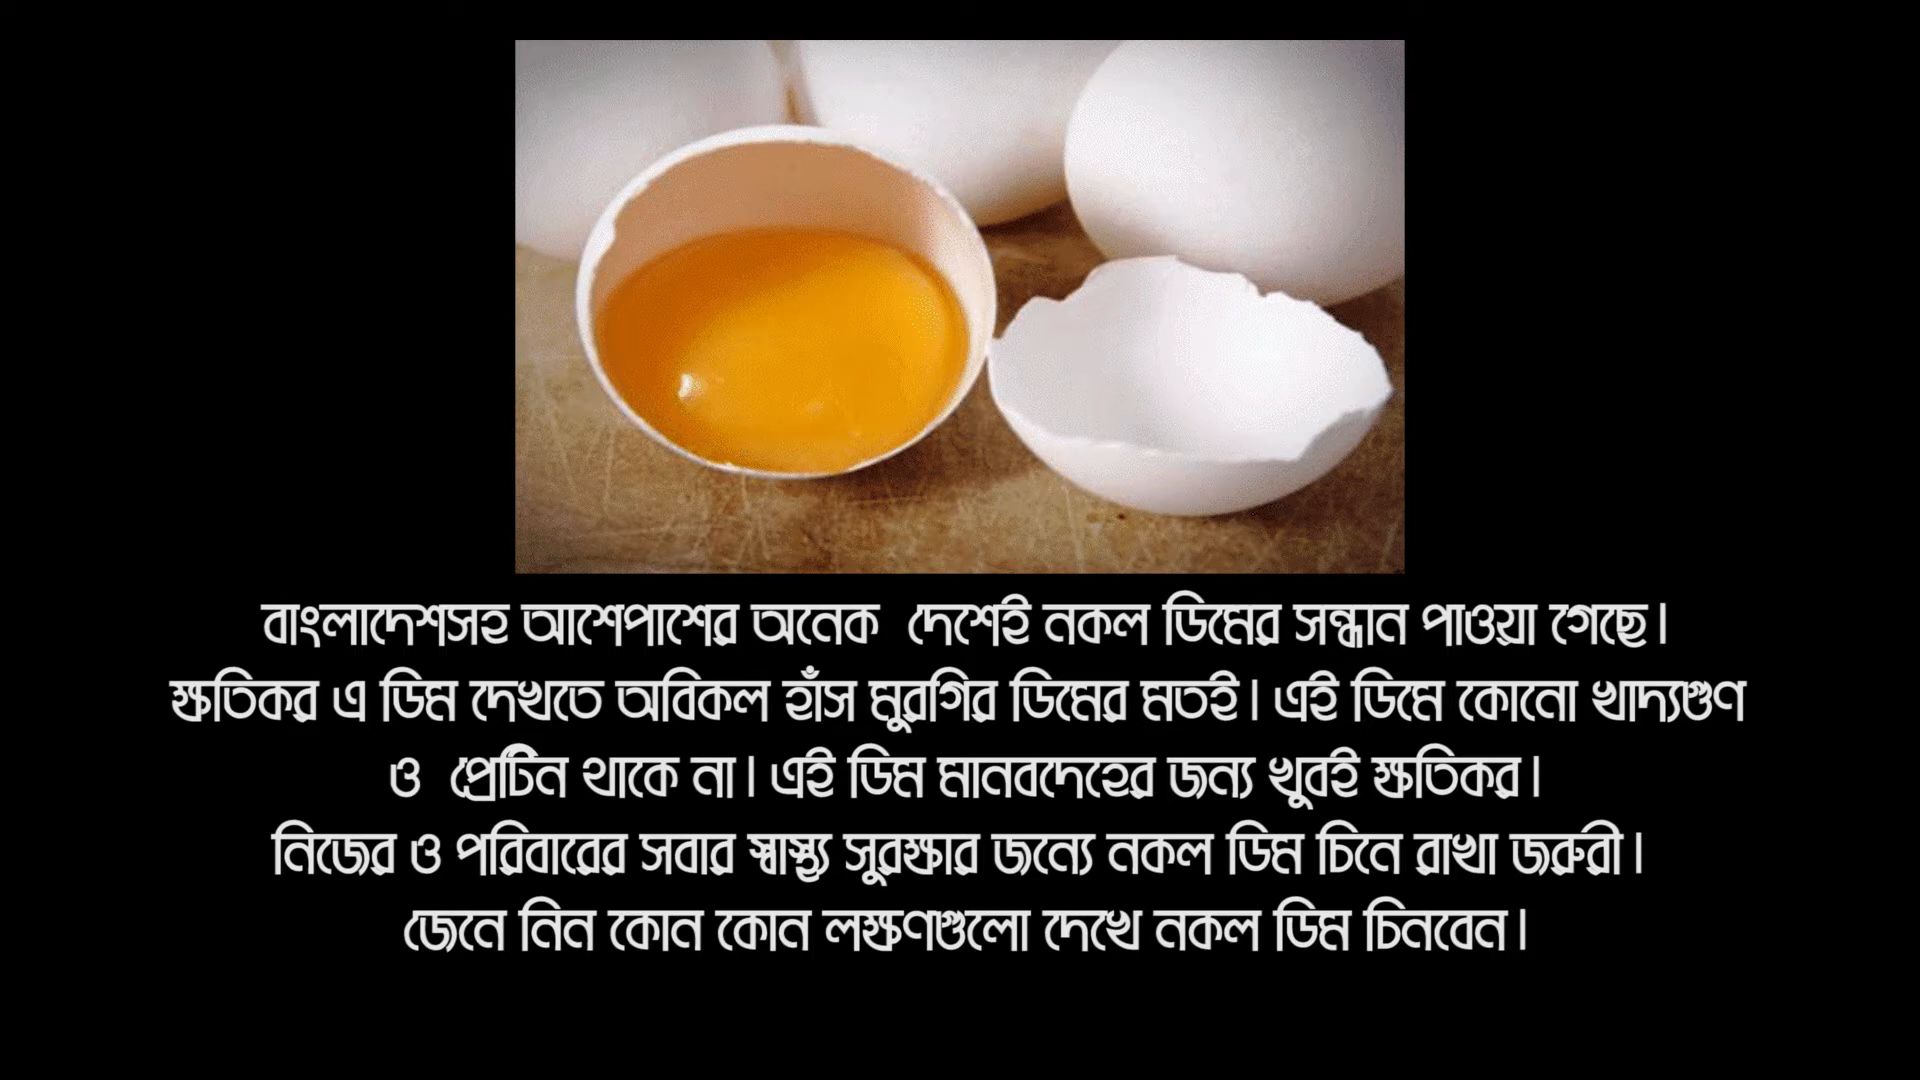 বাংলাদেশসহ আশেপাশের অনেক দেশেই নকল ডিমের সন্ধান পাওয়া গেছে।
ক্ষতিকর এ ডিম দেখতে অবিকল হাঁস মুরগির ডিমের মতই। এই ডিমে কোনো খাদ্যগুণ
ও প্রেটিন থাকে না। এই ডিম মানবদেহের জন্য খুবই ক্ষতিকর।
নিজের ও পরিবারের সবার স্বাস্থ্য সুরক্ষার জন্যে নকল ডিম চিনে রাখা জরুরী।
জেনে নিন কোন কোন লক্ষণগুলো দেখে নকল ডিম চিনবেন।